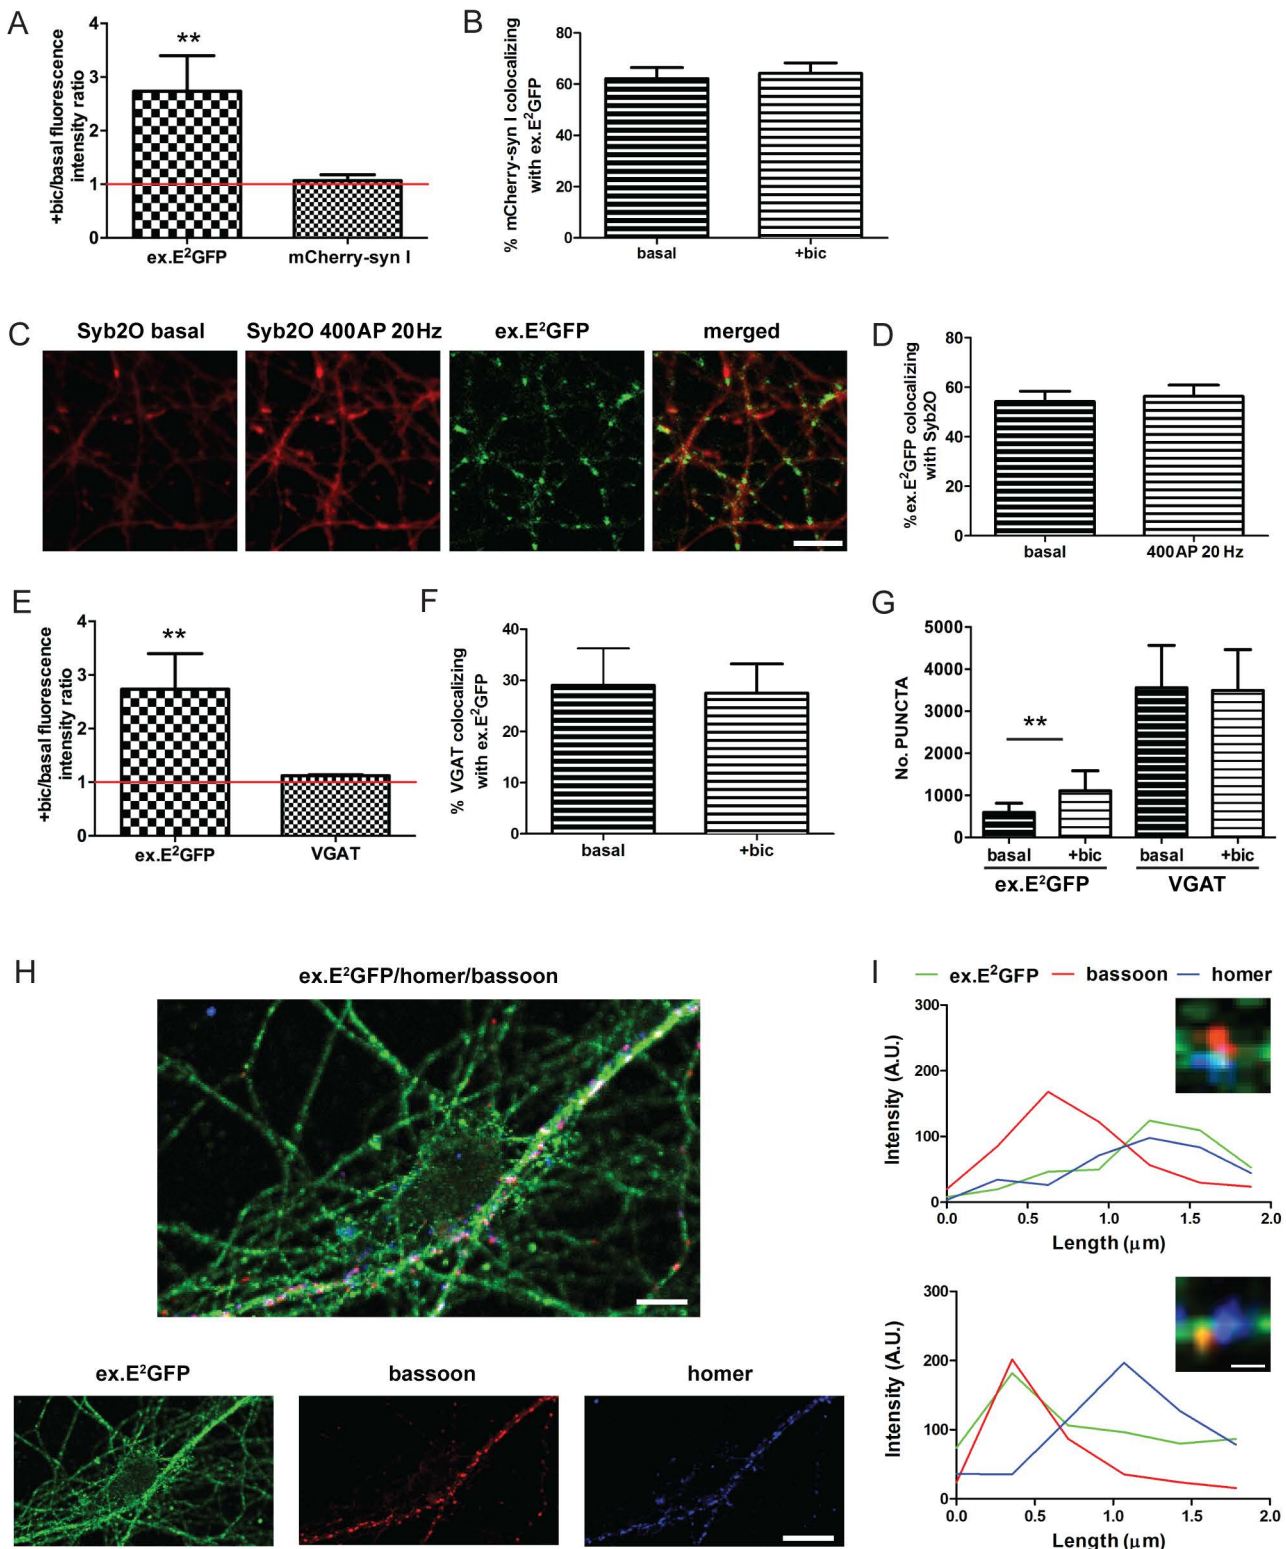 A
+bic/basal fluorescence
intensity ratio
4
3
2
1
0
**
ex.E²GFP
mCherry-syn I
B
% mCherry-syn I colocalizing
with ex.E²GFP
80
60
40
20
0
basal
+bic
C
Syb2O basal
Syb2O 400AP 20Hz
ex.E²GFP
merged
D
%ex.E²GFP colocalizing
with Syb2O
80
60
40
20
0
basal
400AP 20 Hz
E
+bic/basal fluorescence
intensity ratio
4
3
2
1
0
**
ex.E²GFP
VGAT
F
% VGAT colocalizing
with ex.E²GFP
40
30
20
10
0
basal
+bic
G
No. PUNCTA
5000
4000
3000
2000
1000
0
**
basal +bic basal +bic
ex.E²GFP VGAT
H
ex.E²GFP/homer/bassoon
ex.E²GFP
bassoon
homer
I
ex.E²GFP bassoon homer
Intensity (A.U.)
300
200
100
0
0.0 0.5 1.0 1.5 2.0
Length (µm)
Intensity (A.U.)
300
200
100
0
0.0 0.5 1.0 1.5 2.0
Length (µm)